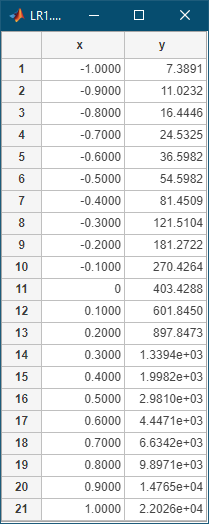 LR1....
x y
1 -1.0000 7.3891
2 -0.9000 11.0232
3 -0.8000 16.4446
4 -0.7000 24.5325
5 -0.6000 36.5982
6 -0.5000 54.5982
7 -0.4000 81.4509
8 -0.3000 121.5104
9 -0.2000 181.2722
10 -0.1000 270.4264
11 0 403.4288
12 0.1000 601.8450
13 0.2000 897.8473
14 0.3000 1.3394e+03
15 0.4000 1.9982e+03
16 0.5000 2.9810e+03
17 0.6000 4.4471e+03
18 0.7000 6.6342e+03
19 0.8000 9.8971e+03
20 0.9000 1.4765e+04
21 1.0000 2.2026e+04